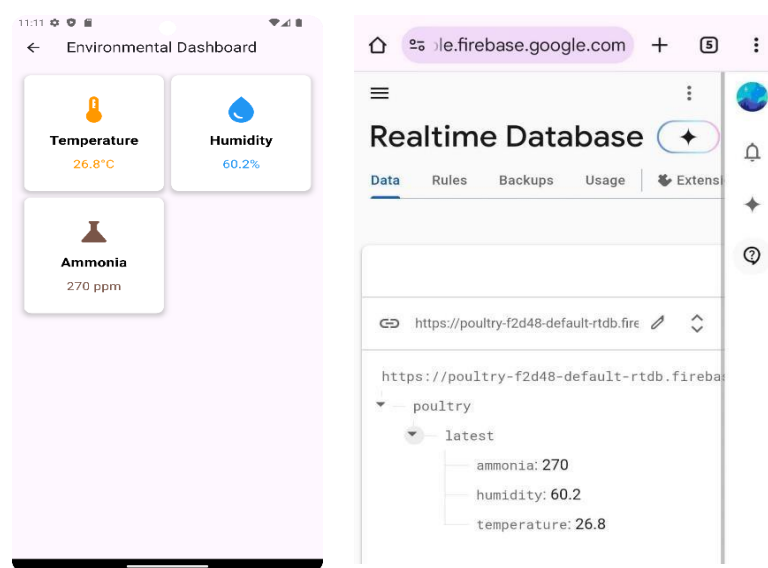 11:11
Environmental Dashboard
Temperature
26.8°C
Humidity
60.2%
Ammonia
270 ppm
le.firebase.google.com
5
Realtime Database
Data Rules Backups Usage Extensi
https://poultry-f2d48-default-rtdb.fire
https://poultry-f2d48-default-rtdb.fireba
poultry
latest
ammonia: 270
humidity: 60.2
temperature: 26.8